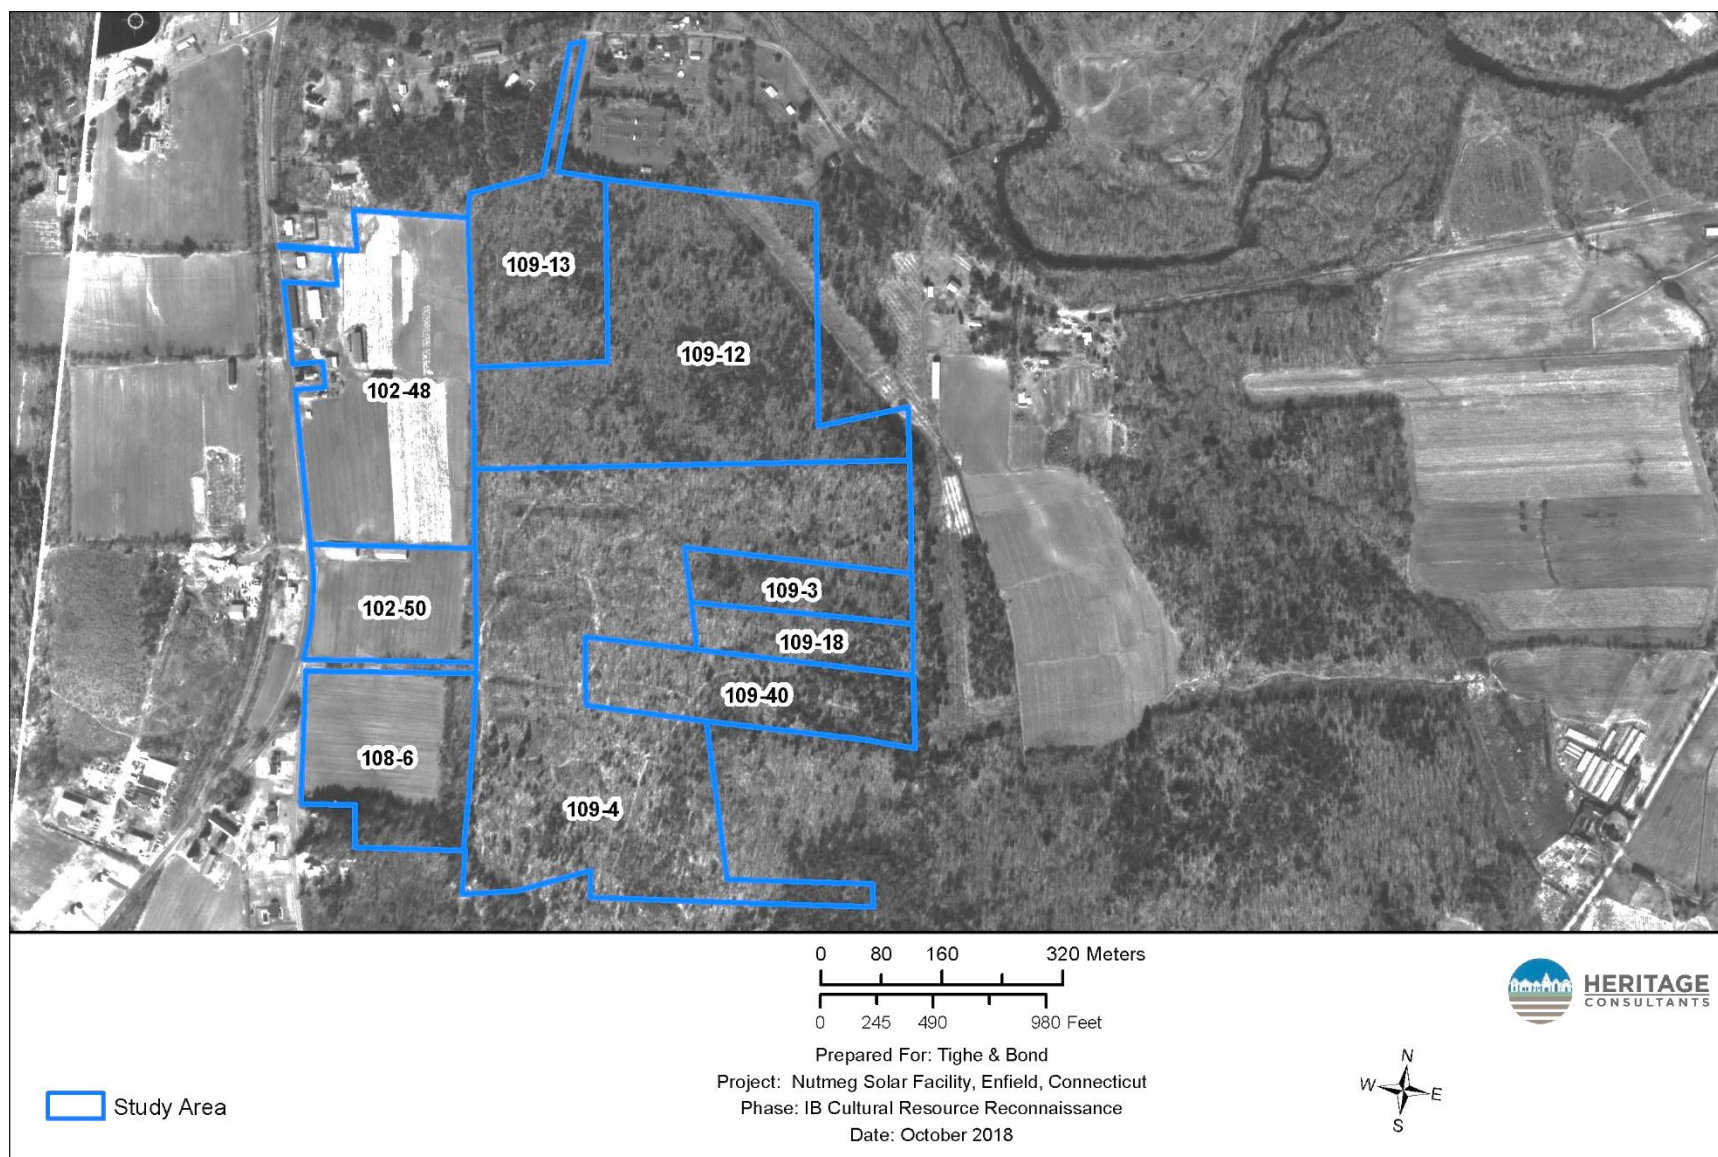 109-13
109-12
102-48
109-3
102-50
109-18
109-40
108-6
109-4
0 80 160 320 Meters
0 245 490 980 Feet
Prepared For: Tighe & Bond
Project: Nutmeg Solar Facility, Enfield, Connecticut
Phase: IB Cultural Resource Reconnaissance
Date: October 2018
Study Area
HERITAGE
CONSULTANTS
N
W E
S